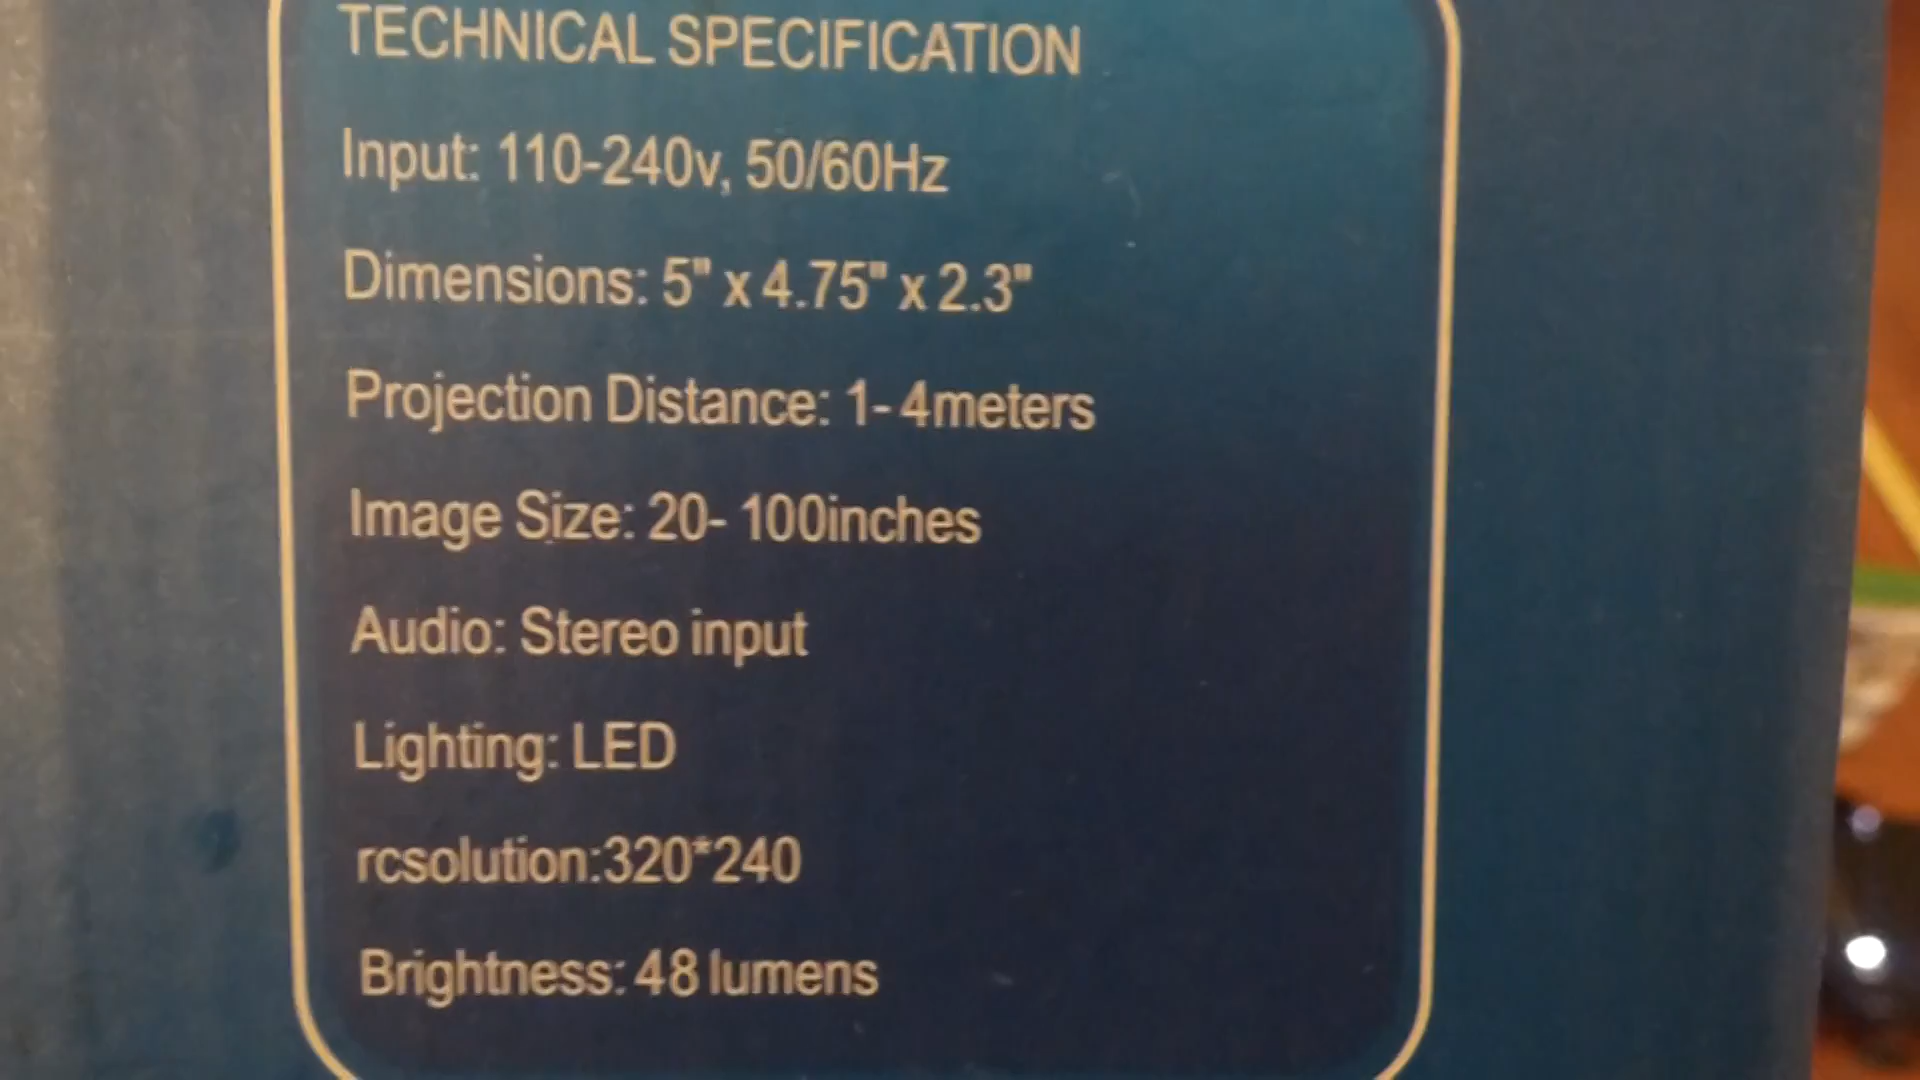 TECHNICAL SPECIFICATION
Input: 110-240v, 50/60Hz
Dimensions: 5" x 4.75" x 2.3"
Projection Distance: 1- 4meters
Image Size: 20- 100inches
Audio: Stereo input
Lighting: LED
rcsolution:320*240
Brightness: 48 lumens